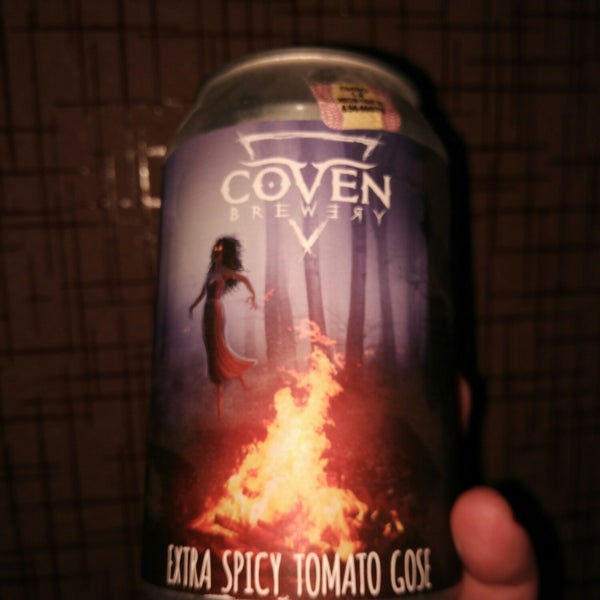 COVEN
BREWERY
EXTRA SPICY TOMATO GOSE